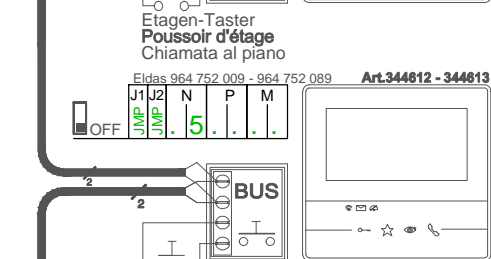 Etagen-Taster
Poussoir d'étage
Chiamata al piano
Eldas 964 752 009 - 964 752 089
Art.344612 - 344613
J1 J2 N P M
OFF
JMP JMP . 5 . . . .
2
BUS
2